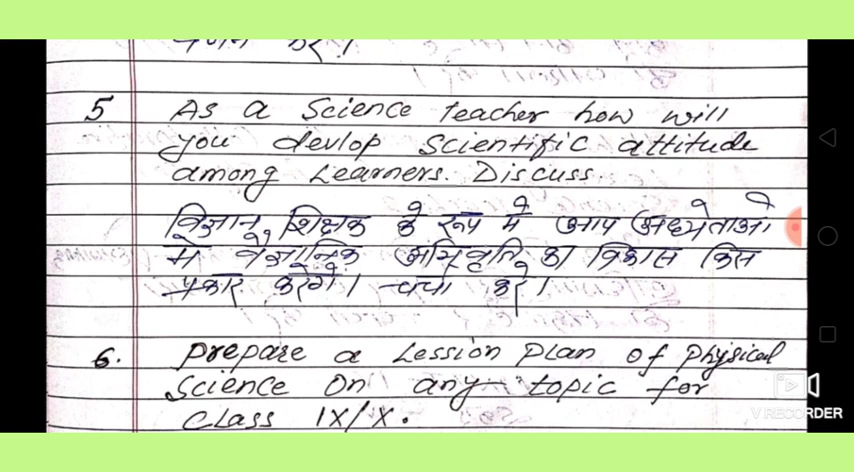 5 As a Science teacher how will
you devlop Scientific attitude
among Learners. Discuss
विज्ञान शिक्षक के रूप में आप अध्येताओ
मे वैज्ञानिक अभिवृति का विकास किस
प्रकार करेगे। चर्चा करे।
6. Prepare a Lession Plan of Physical
Science On any topic for
Class IX/X.
V RECORDER